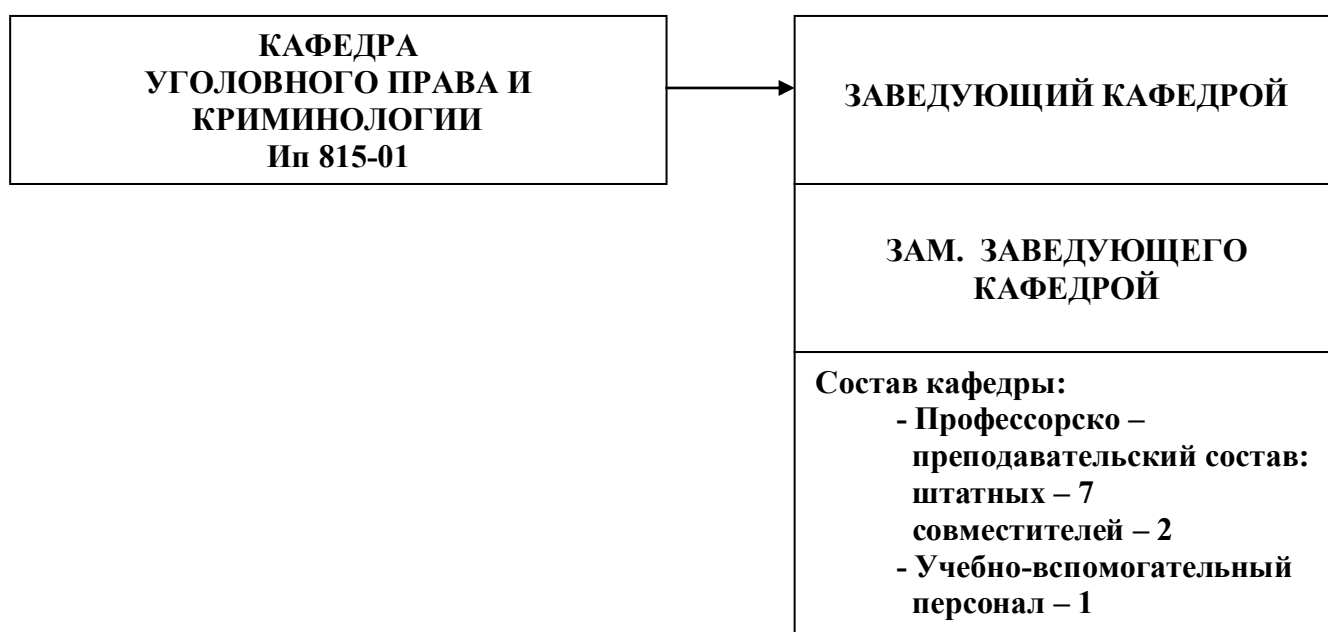 КАФЕДРА
УГОЛОВНОГО ПРАВА И
КРИМИНОЛОГИИ
Ип 815-01
ЗАВЕДУЮЩИЙ КАФЕДРОЙ
ЗАМ. ЗАВЕДУЮЩЕГО
КАФЕДРОЙ
Состав кафедры:
- Профессорско –
преподавательский состав:
штатных – 7
совместителей – 2
- Учебно-вспомогательный
персонал – 1